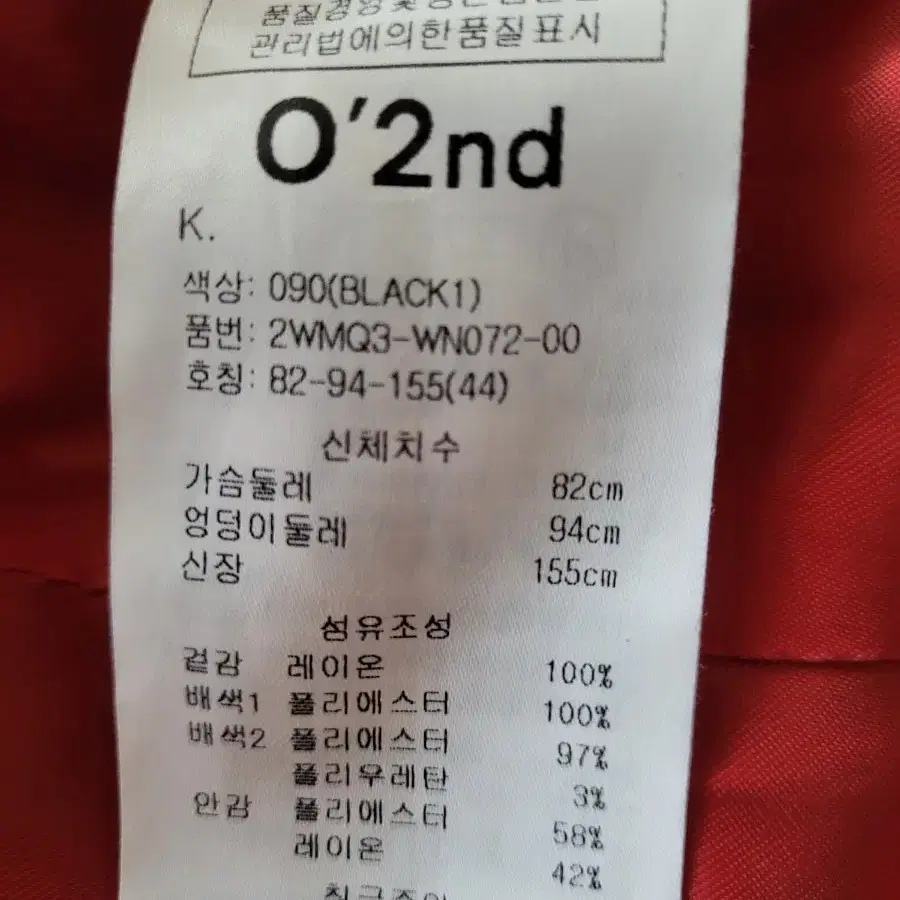 관리법에의한품질표시
O'2nd
K.
색상: 090(BLACK1)
품번: 2WMQ3-WN072-00
호칭: 82-94-155(44)
신체치수
가슴둘레 82cm
엉덩이둘레 94cm
신장 155cm
섬유조성
겉감 레이온 100%
배색1 폴리에스터 100%
배색2 폴리에스터 97%
폴리우레탄 3%
안감 폴리에스터 58%
레이온 42%